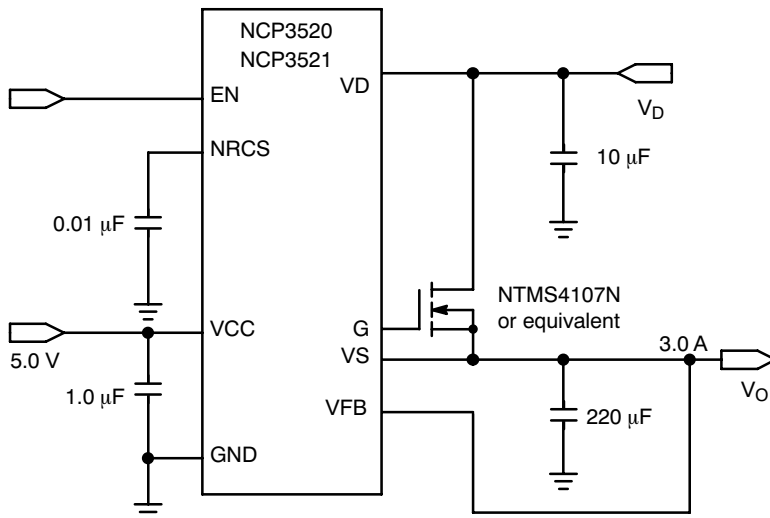 NCP3520
NCP3521
EN
VD
V_D
NRCS
10 μF
0.01 μF
NTMS4107N
or equivalent
G
VCC
5.0 V
VS
3.0 A
V_O
1.0 μF
VFB
220 μF
GND